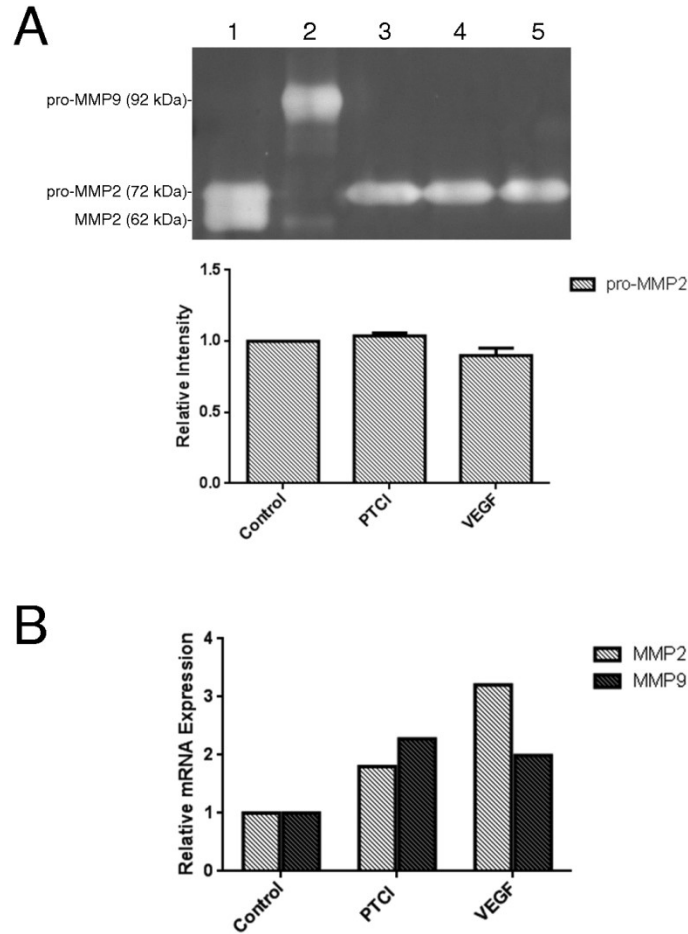 A
1 2 3 4 5
pro-MMP9 (92 kDa)-
pro-MMP2 (72 kDa)-
MMP2 (62 kDa)-
1.5
1.0
0.5
0.0
Relative Intensity
Control
PTCI
VEGF
pro-MMP2
B
4
3
2
1
0
Relative mRNA Expression
Control
PTCI
VEGF
MMP2
MMP9